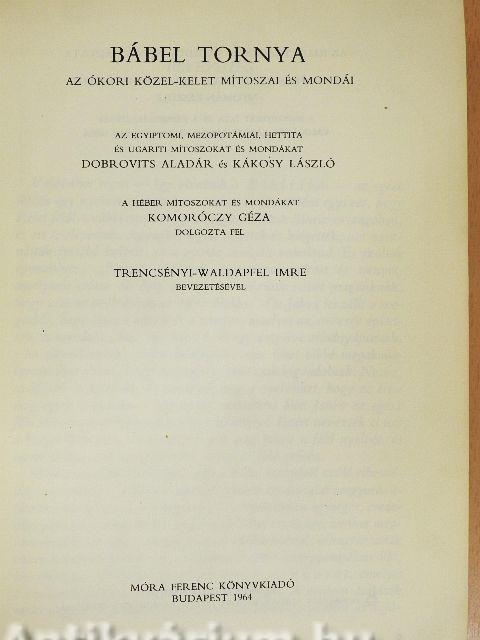 BÁBEL TORNYA
AZ ÓKORI KÖZEL-KELET MÍTOSZAI ÉS MONDÁI
AZ EGYIPTOMI, MEZOPOTÁMIAI, HETTITA
ÉS UGARITI MÍTOSZOKAT ÉS MONDÁKAT
DOBROVITS ALADÁR és KÁKOSY LÁSZLÓ
A HÉBER MÍTOSZOKAT ÉS MONDÁKAT
KOMORÓCZY GÉZA
DOLGOZTA FEL
TRENCSÉNYI-WALDAPFEL IMRE
BEVEZETÉSÉVEL
MÓRA FERENC KÖNYVKIADÓ
BUDAPEST 1964
Antikvárium.hu